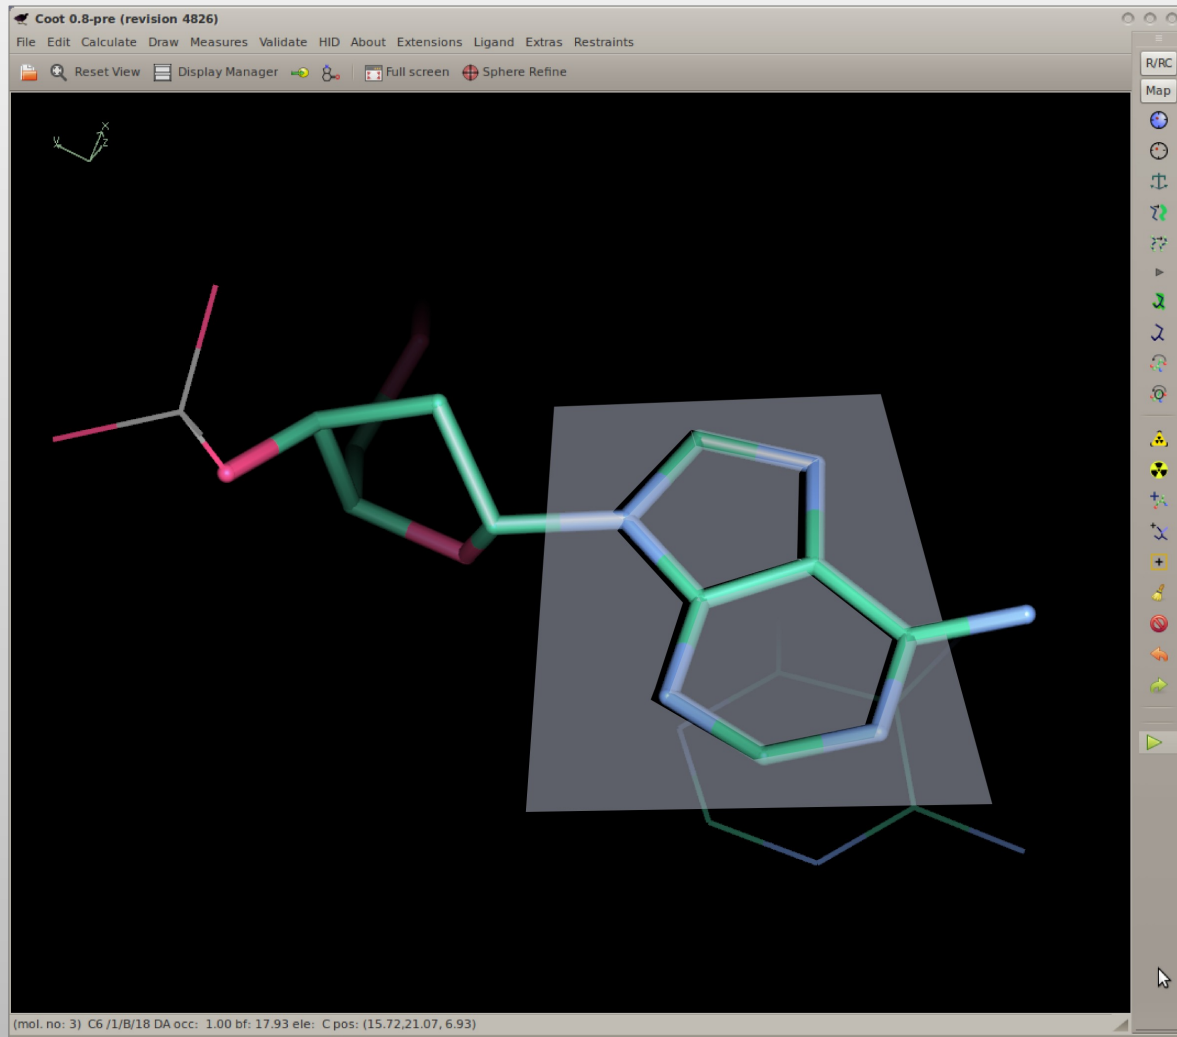 Coot 0.8-pre (revision 4826)
File Edit Calculate Draw Measures Validate HID About Extensions Ligand Extras Restraints
Reset View Display Manager Full screen Sphere Refine
R/RC
Map
X
Y
Z
(mol. no: 3) C6 /1/B/18 DA occ: 1.00 bf: 17.93 ele: C pos: (15.72,21.07, 6.93)